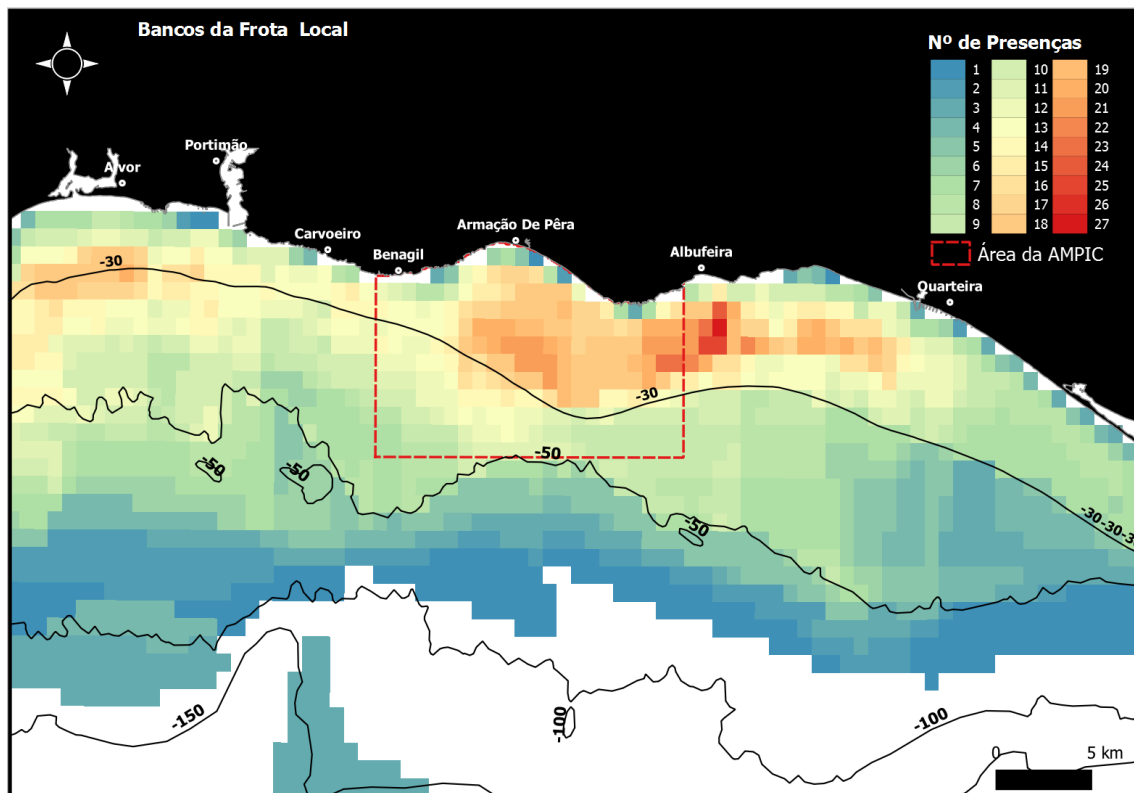 Bancos da Frota  Local
Nº de Presenças
1 10 19
2 11 20
3 12 21
4 13 22
5 14 23
6 15 24
7 16 25
8 17 26
9 18 27
Área da AMPIC
Portimão
Alvor
Carvoeiro
Benagil
Armação De Pêra
Albufeira
Quarteira
-30
-30
-50
-50
-50
-50
-30
-30
-30
-150
-100
-100
0 5 km